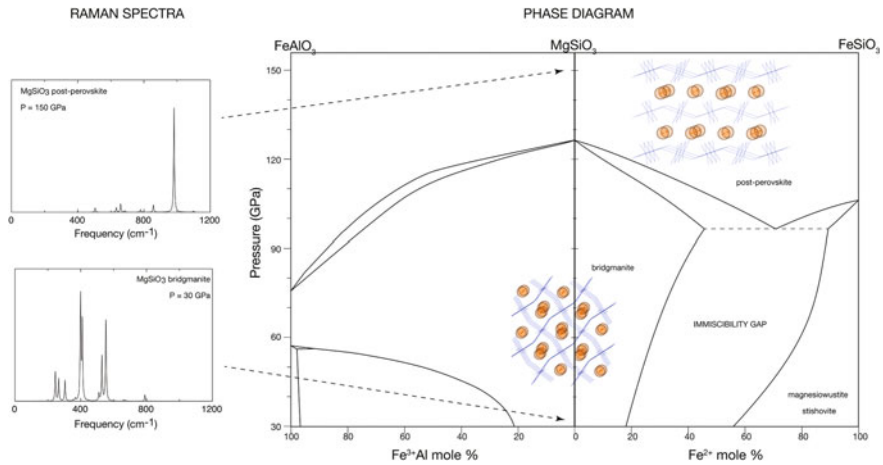 RAMAN SPECTRA
PHASE DIAGRAM
FeAlO₃
MgSiO₃
FeSiO₃
MgSiO₃ post-perovskite
P = 150 GPa
0
400
800
1200
Frequency (cm⁻¹)
MgSiO₃ bridgmanite
P = 30 GPa
0
400
800
1200
Frequency (cm⁻¹)
Pressure (GPa)
150
120
90
60
30
post-perovskite
bridgmanite
IMMISCIBILITY GAP
magnesiowustite
stishovite
100
80
60
40
20
0
20
40
60
80
100
Fe³⁺Al mole %
Fe²⁺ mole %